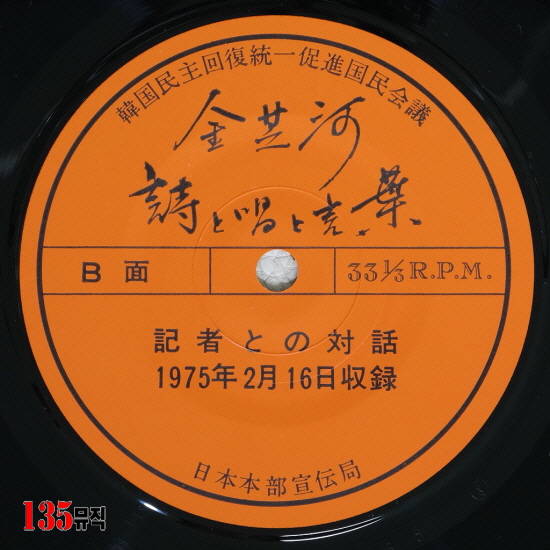 韓国民主回復統一促進国民会議
金芝河
詩と唱と言葉
B面
33⅓ R.P.M.
記者との対話
1975年2月16日収録
日本本部宣伝局
135뮤직